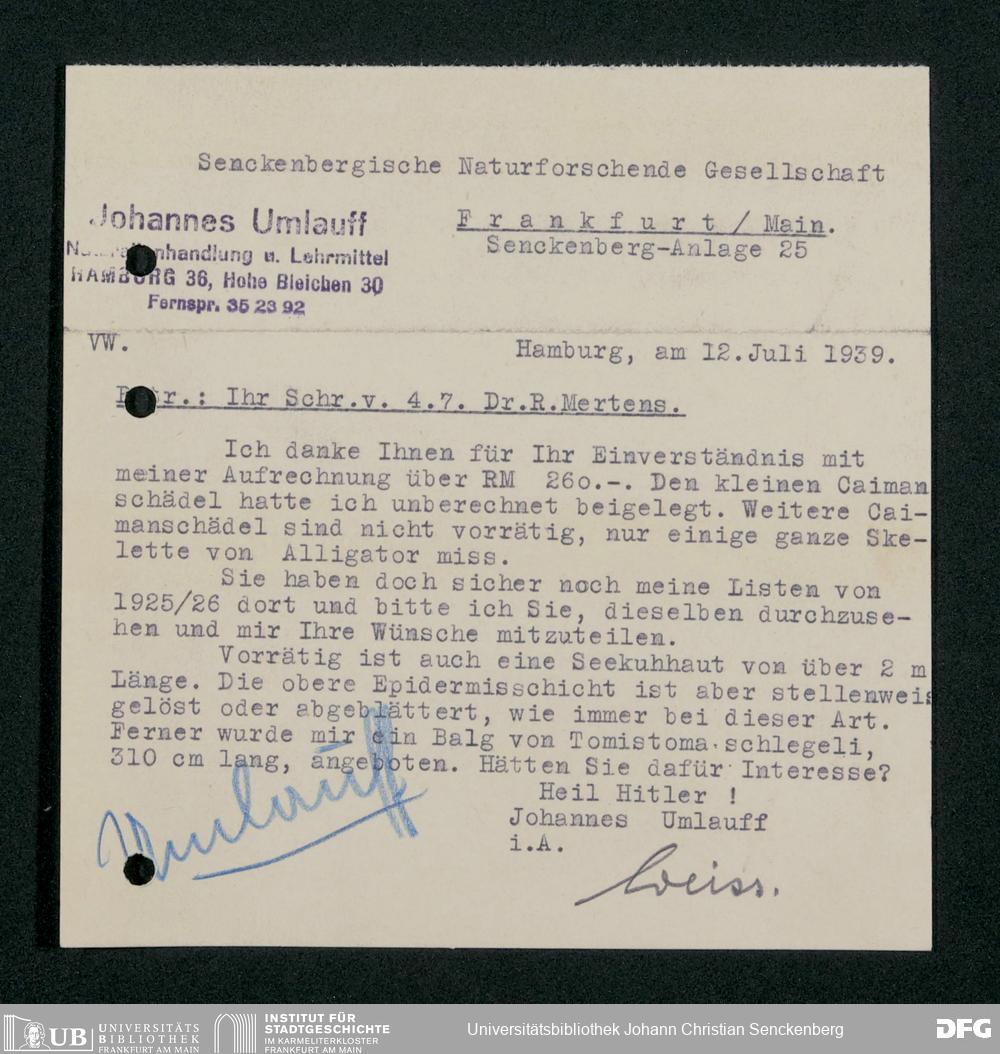 Senckenbergische Naturforschende Gesellschaft
Johannes Umlauff
F r a n k f u r t / Main.
Senckenberg-Anlage 25
u. Lehrmittel
HAMBURG 36, Hohe Bleichen 30
Fernspr. 35 23 92
VW.
Hamburg, am 12.Juli 1939.
Betr.: Ihr Schr.v. 4.7. Dr.R.Mertens.
Ich danke Ihnen für Ihr Einverständnis mit
meiner Aufrechnung über RM 260.-. Den kleinen Caiman
schädel hatte ich unberechnet beigelegt. Weitere Cai-
manschädel sind nicht vorrätig, nur einige ganze Ske-
lette von Alligator miss.
Sie haben doch sicher noch meine Listen von
1925/26 dort und bitte ich Sie, dieselben durchzuse-
hen und mir Ihre Wünsche mitzuteilen.
Vorrätig ist auch eine Seekuhhaut von über 2 m
Länge. Die obere Epidermisschicht ist aber stellenweis
gelöst oder abgeblättert, wie immer bei dieser Art.
Ferner wurde mir ein Balg von Tomistoma schlegeli,
310 cm lang, angeboten. Hätten Sie dafür Interesse?
Heil Hitler !
Johannes Umlauff
i.A.
Weiss.
Umlauff
UB UNIVERSITÄTS
BIBLIOTHEK
FRANKFURT AM MAIN
INSTITUT FÜR
STADTGESCHICHTE
IM KARMELITERKLOSTER
FRANKFURT AM MAIN
Universitätsbibliothek Johann Christian Senckenberg
DFG